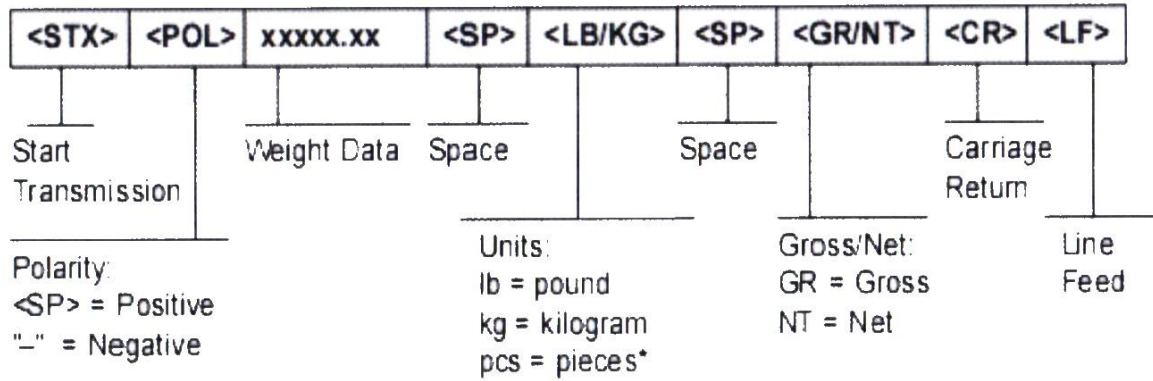 <STX> <POL> xxxxx.xx <SP> <LB/KG> <SP> <GR/NT> <CR> <LF>
Start
Transmission
Weight Data
Space
Space
Carriage
Return
Polarity:
<SP> = Positive
"–" = Negative
Units:
lb = pound
kg = kilogram
pcs = pieces*
Gross/Net:
GR = Gross
NT = Net
Line
Feed